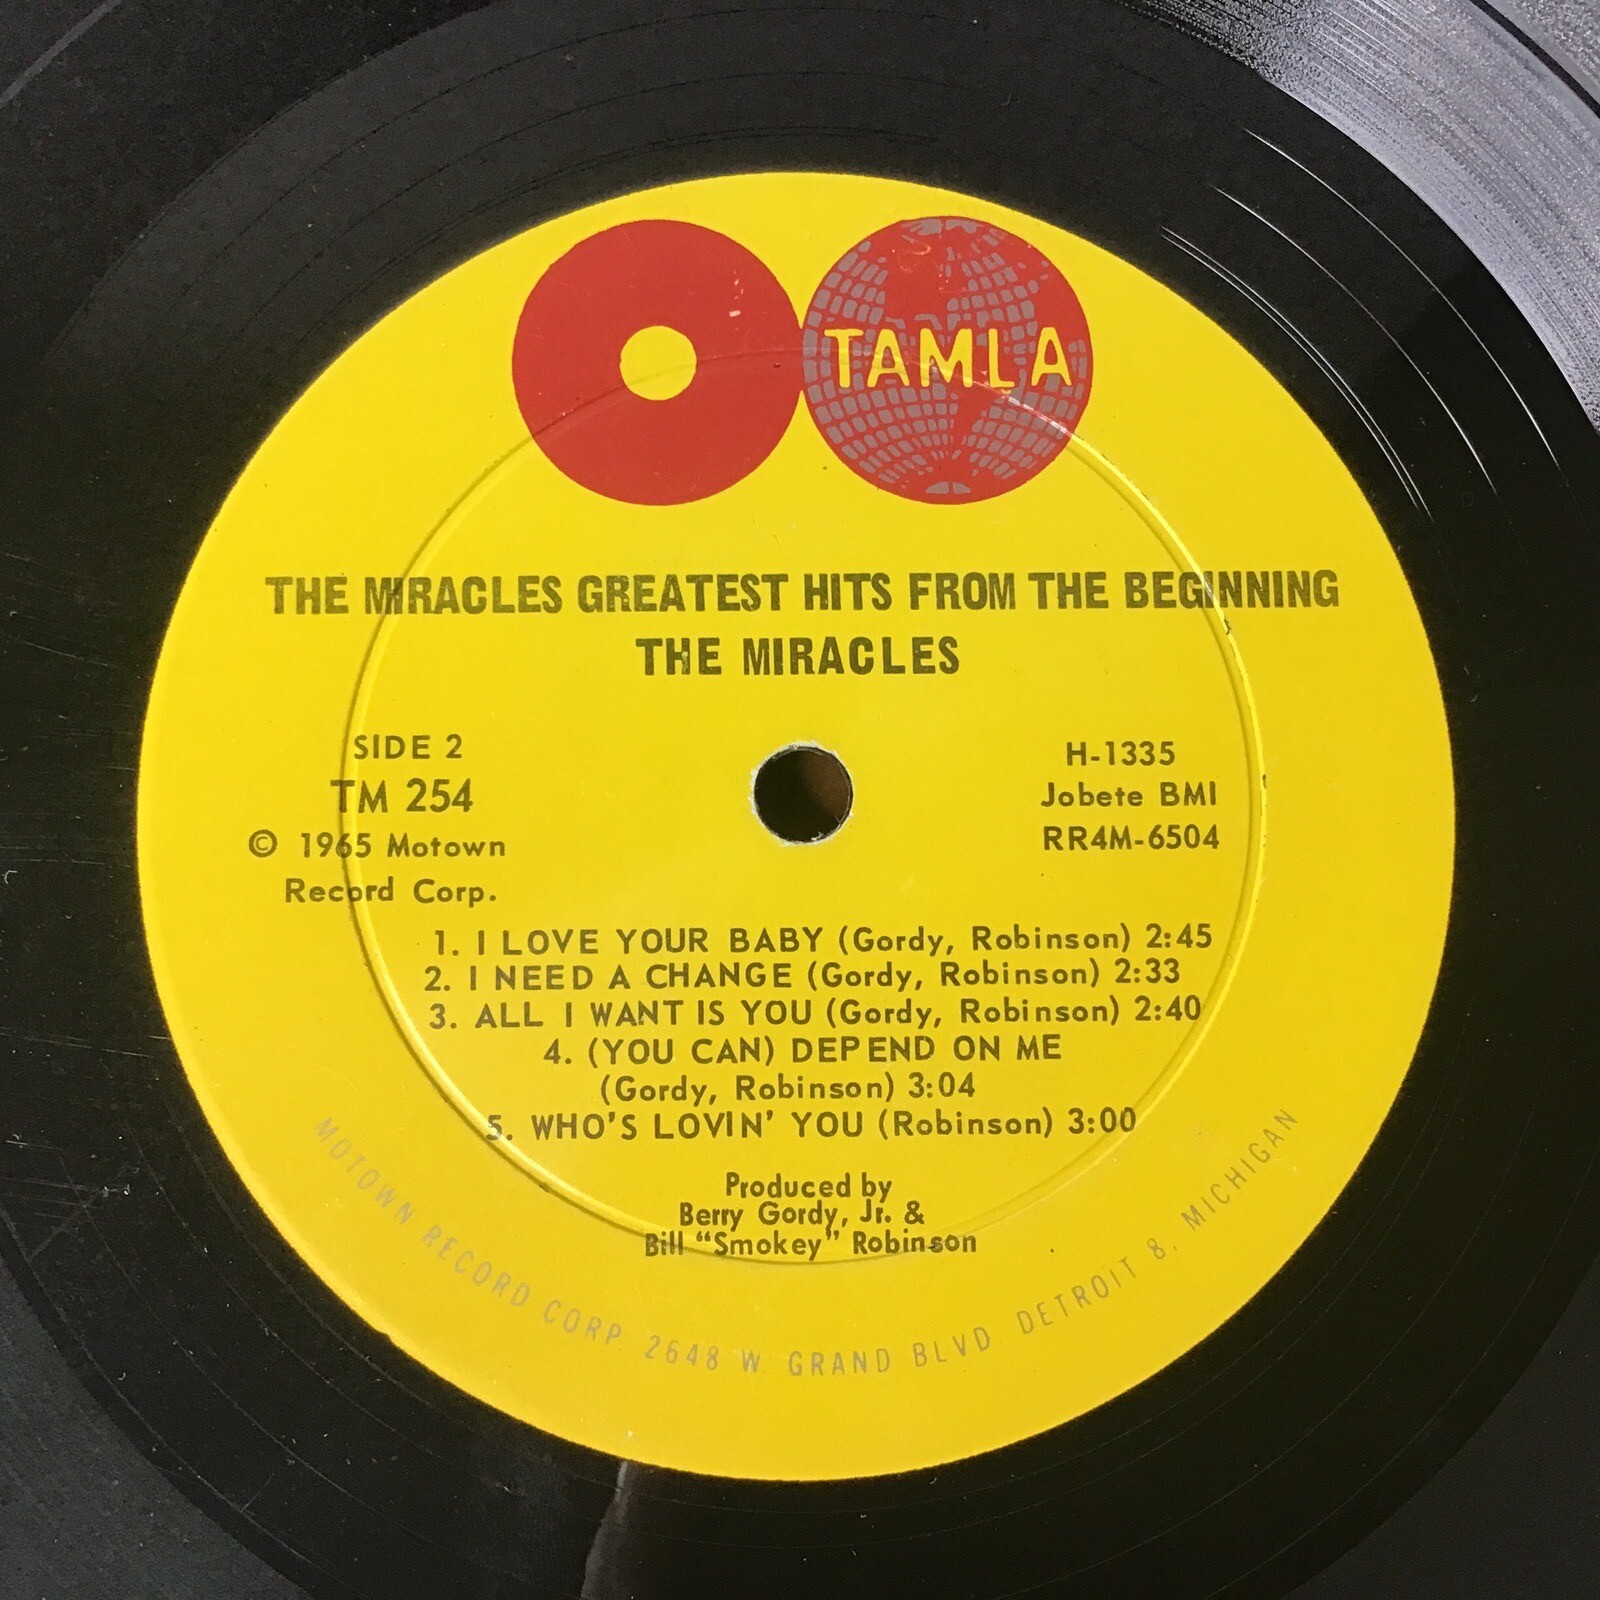 TAMLA
THE MIRACLES GREATEST HITS FROM THE BEGINNING
THE MIRACLES
SIDE 2
TM 254
© 1965 Motown
Record Corp.
H-1335
Jobete BMI
RR4M-6504
1. I LOVE YOUR BABY (Gordy, Robinson) 2:45
2. I NEED A CHANGE (Gordy, Robinson) 2:33
3. ALL I WANT IS YOU (Gordy, Robinson) 2:40
4. (YOU CAN) DEPEND ON ME
(Gordy, Robinson) 3:04
5. WHO'S LOVIN' YOU (Robinson) 3:00
Produced by
Berry Gordy, Jr. &
Bill “Smokey” Robinson
MOTOWN RECORD CORP. 2648 W. GRAND BLVD. DETROIT 8, MICHIGAN